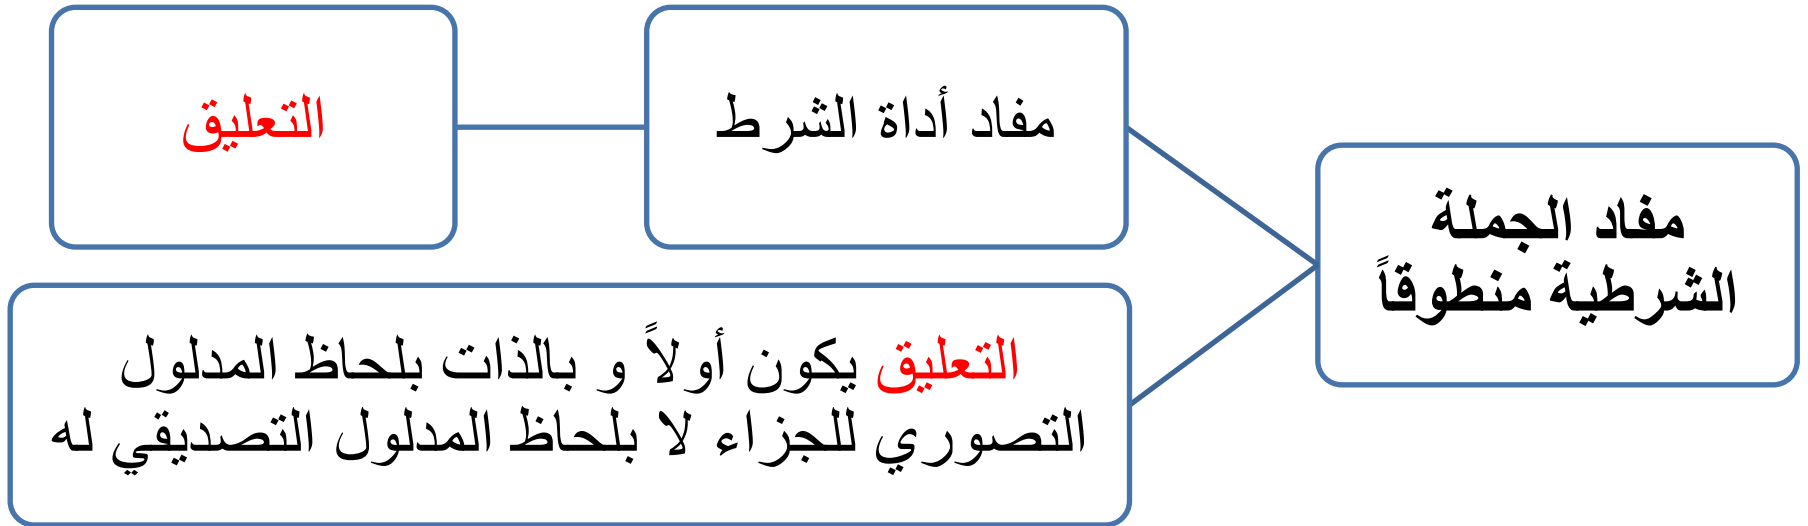 مفاد الجملة
الشرطية منطوقاً
مفاد أداة الشرط
التعليق
التعليق يكون أولاً و بالذات بلحاظ المدلول
التصوري للجزاء لا بلحاظ المدلول التصديقي له